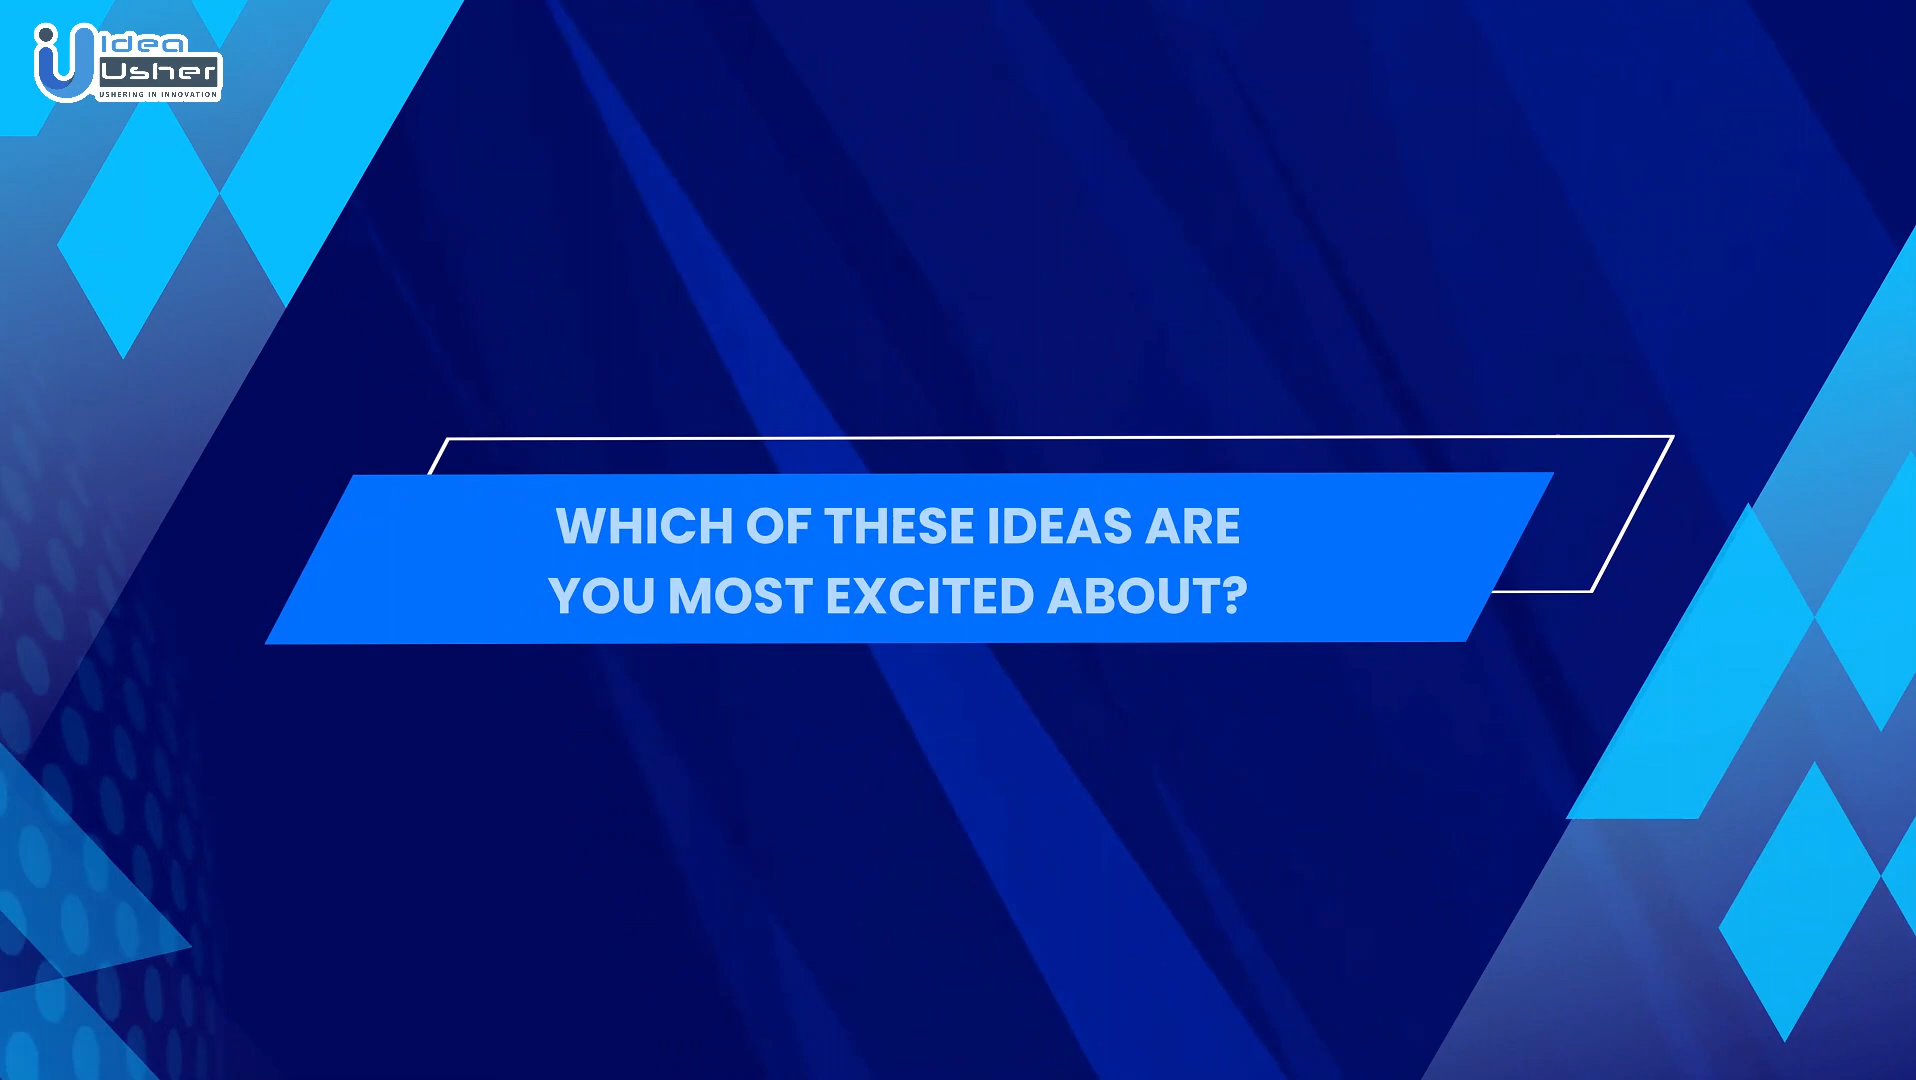 Idea
Usher
USHERING IN INNOVATION
WHICH OF THESE IDEAS ARE
YOU MOST EXCITED ABOUT?